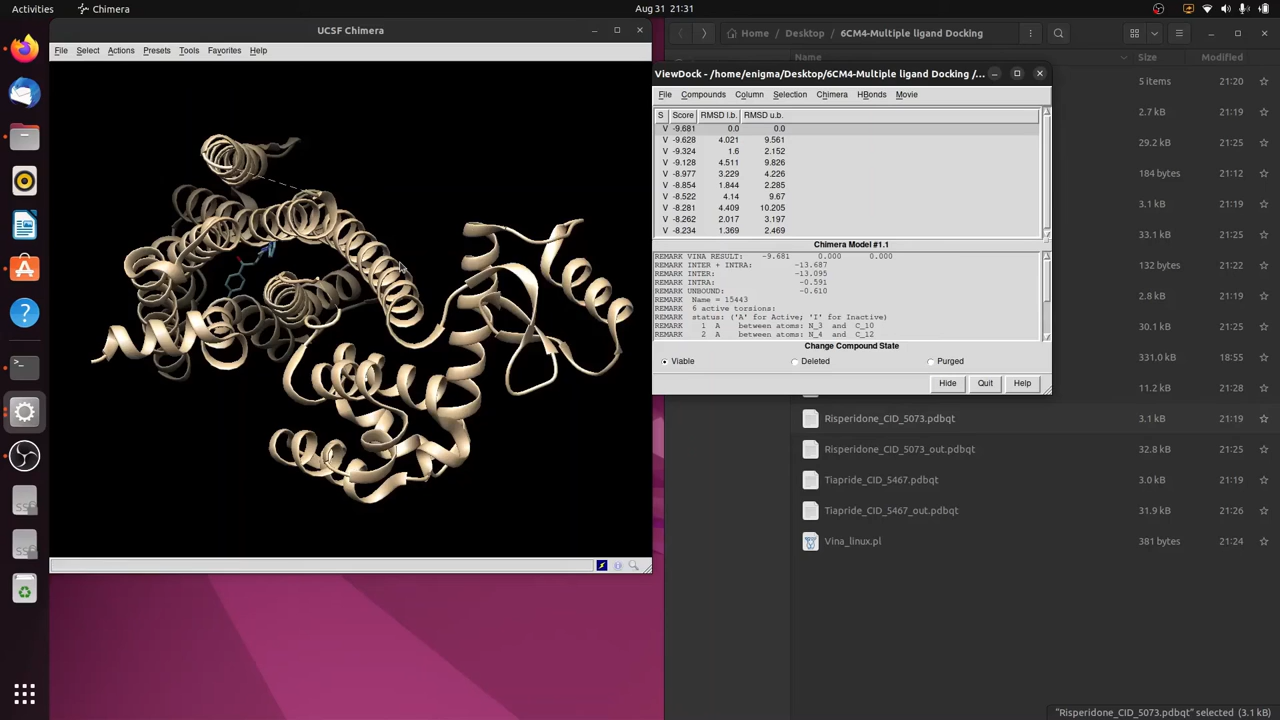 Activities
Chimera
Aug 31 21:31
UCSF Chimera
File Select Actions Presets Tools Favorites Help
Home / Desktop / 6CM4-Multiple ligand Docking /
Name Size Modified
ViewDock - /home/enigma/Desktop/6CM4-Multiple ligand Docking /...
File Compounds Column Selection Chimera HBonds Movie
S Score RMSD l.b. RMSD u.b.
V -9.681 0.0 0.0
V -9.628 4.021 9.561
V -9.324 1.6 2.152
V -9.128 4.511 9.826
V -8.977 3.229 4.226
V -8.854 1.844 2.285
V -8.522 4.14 9.67
V -8.281 4.409 10.205
V -8.262 2.017 3.197
V -8.234 1.369 2.469
Chimera Model #1.1
REMARK VINA RESULT: -9.681 0.000 0.000
REMARK INTER + INTRA: -13.687
REMARK INTER: -13.095
REMARK INTRA: -0.591
REMARK UNBOUND: -0.610
REMARK Name = 15443
REMARK 6 active torsions:
REMARK status: ('A' for Active; 'I' for Inactive)
REMARK 1 A between atoms: N_3 and C_10
REMARK 2 A between atoms: N_4 and C_12
Change Compound State
Viable Deleted Purged
Hide Quit Help
5 items 21:20
2.7 kB 21:19
29.2 kB 21:25
184 bytes 21:12
33.1 kB 21:25
132 bytes 21:22
2.8 kB 21:19
30.1 kB 21:25
331.0 kB 18:55
11.2 kB 21:28
Risperidone_CID_5073.pdbqt 3.1 kB 21:19
Risperidone_CID_5073_out.pdbqt 32.8 kB 21:25
Tiapride_CID_5467.pdbqt 3.0 kB 21:19
Tiapride_CID_5467_out.pdbqt 31.9 kB 21:26
Vina_linux.pl 381 bytes 21:24
"Risperidone_CID_5073.pdbqt" selected (3.1 kB)